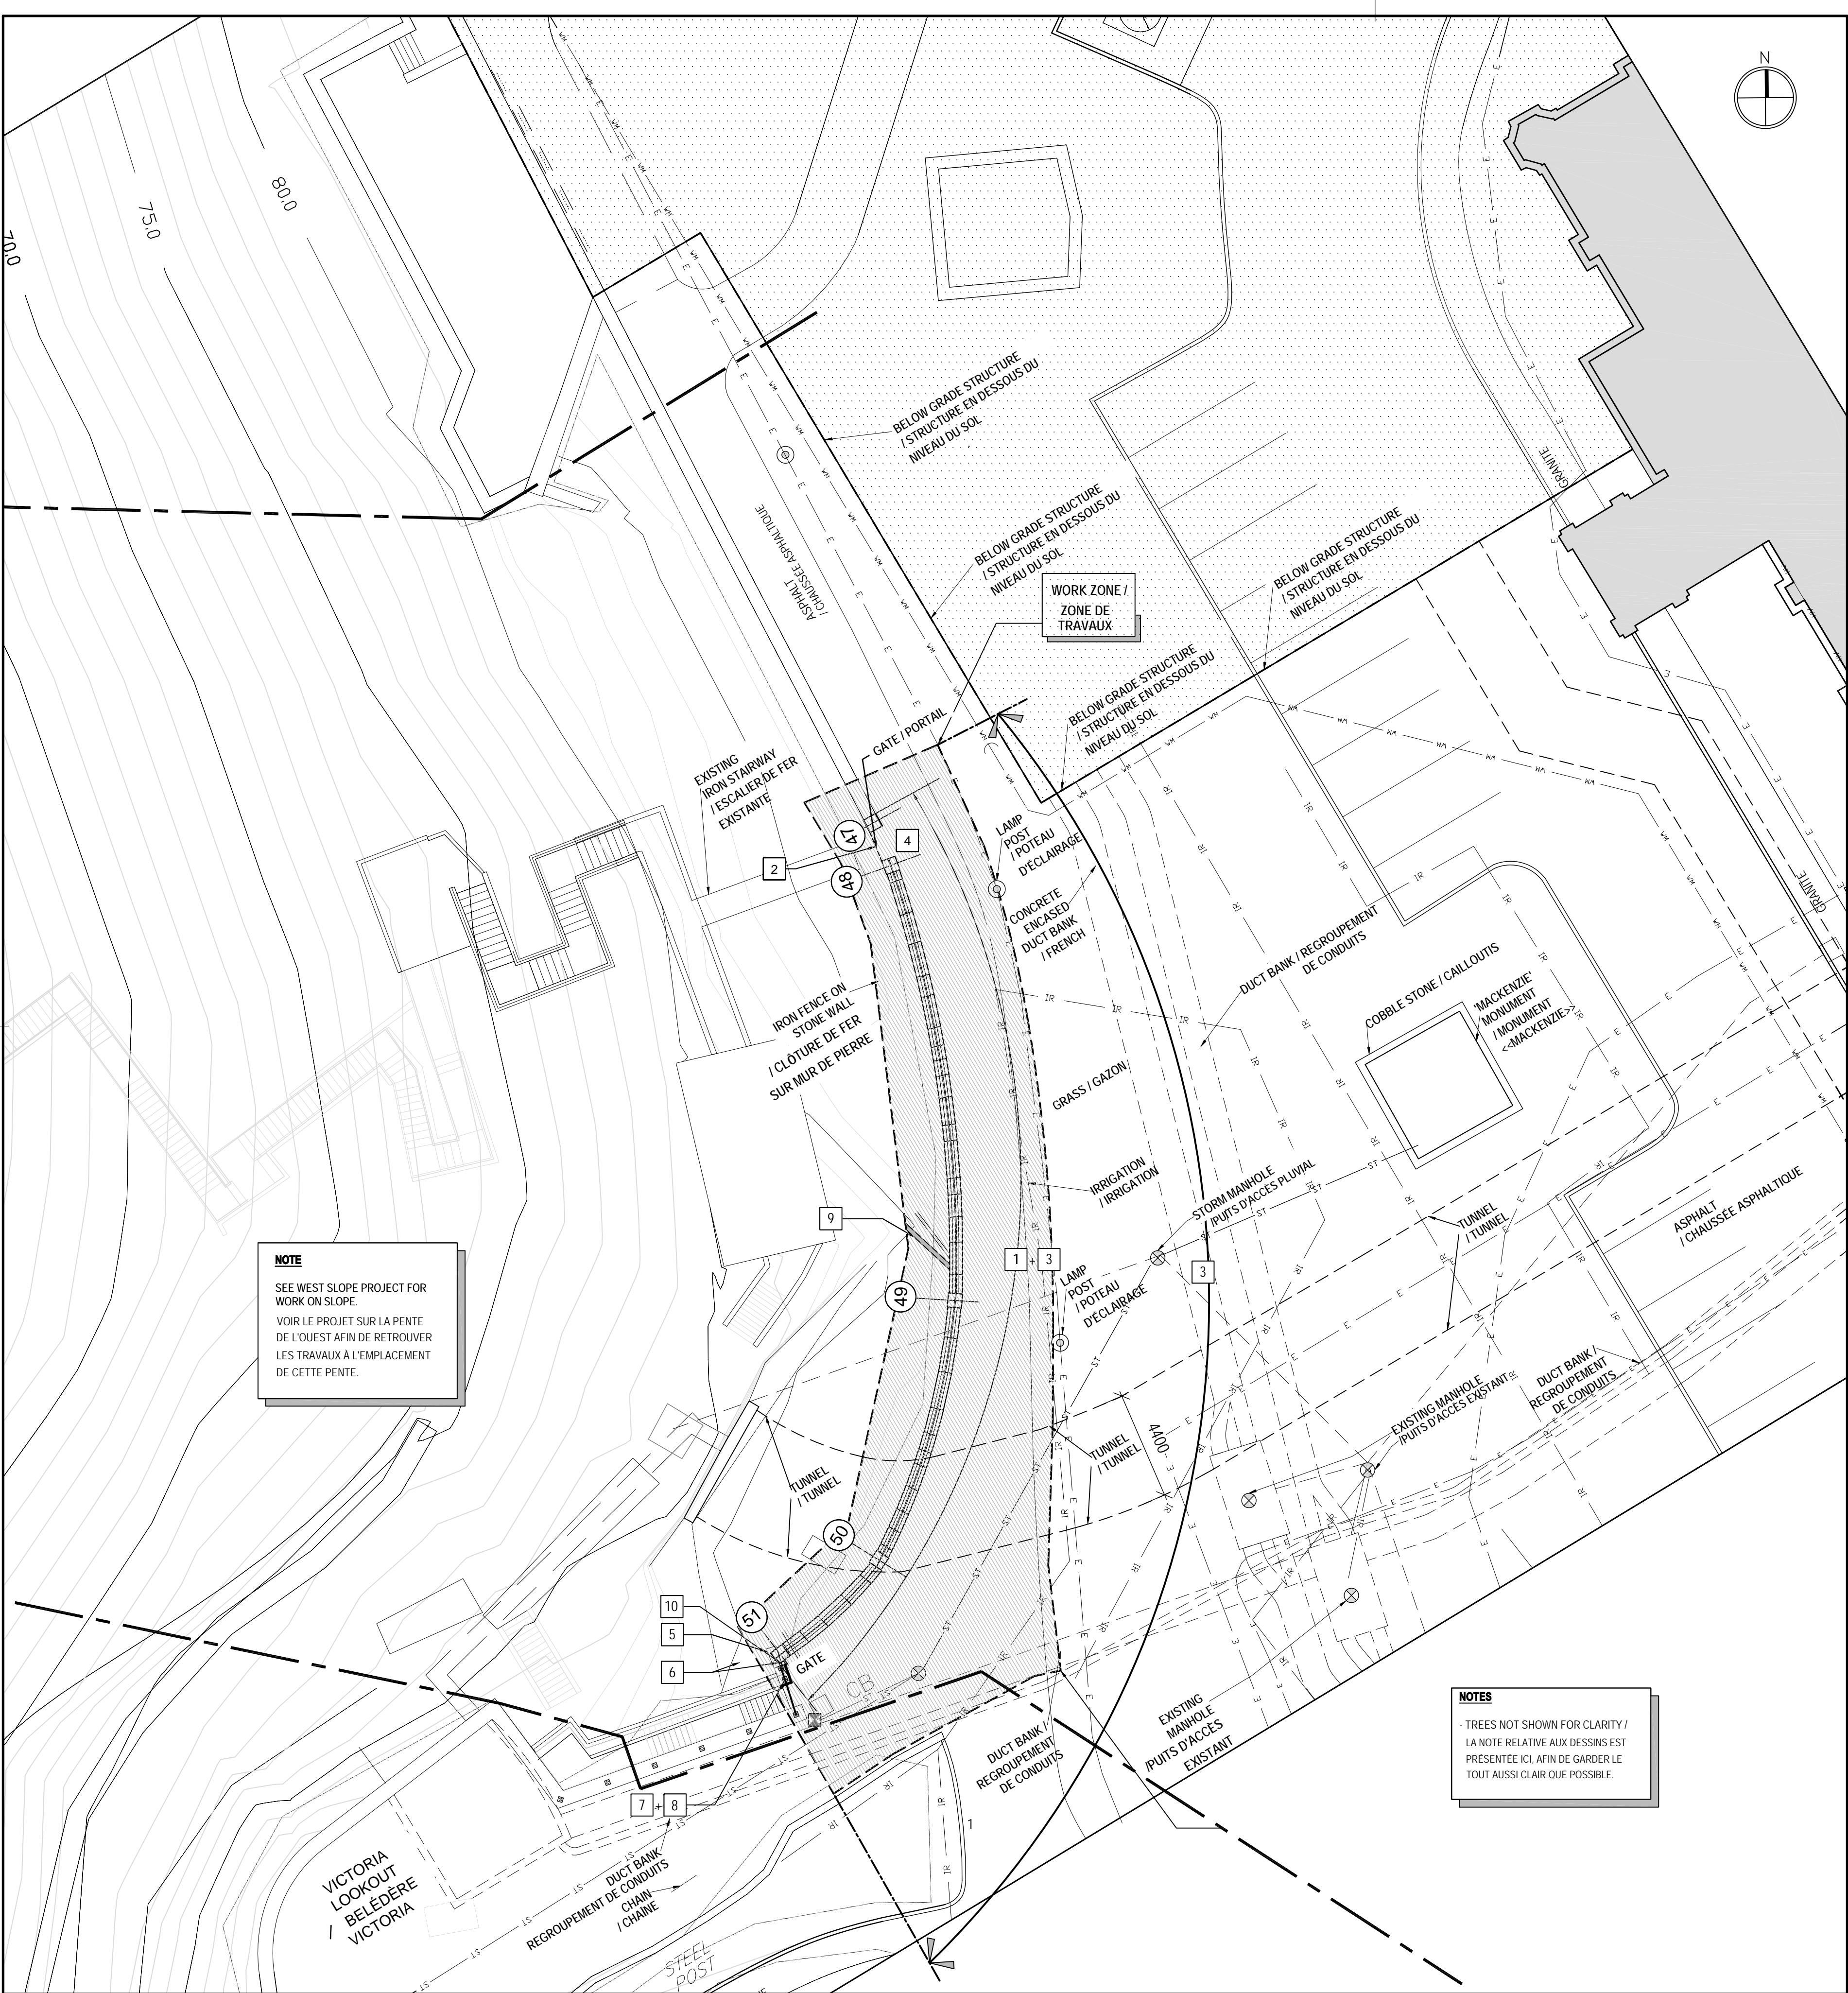 N
80.0
75.0
70.0
BELOW GRADE STRUCTURE
/ STRUCTURE EN DESSOUS DU
NIVEAU DU SOL
ASPHALT
/ CHAUSSÉE ASPHALTIQUE
BELOW GRADE STRUCTURE
/ STRUCTURE EN DESSOUS DU
NIVEAU DU SOL
GRANITE
BELOW GRADE STRUCTURE
/ STRUCTURE EN DESSOUS DU
NIVEAU DU SOL
WORK ZONE /
ZONE DE
TRAVAUX
BELOW GRADE STRUCTURE
/ STRUCTURE EN DESSOUS DU
NIVEAU DU SOL
GATE / PORTAIL
EXISTING
IRON STAIRWAY
/ ESCALIER DE FER
EXISTANTE
47
4
2
48
LAMP
POST
/ POTEAU
D'ÉCLAIRAGE
CONCRETE
ENCASED
DUCT BANK
/ FRENCH
GRANITE
DUCT BANK / REGROUPEMENT
DE CONDUITS
COBBLE STONE / CAILLOUTIS
'MACKENZIE'
MONUMENT
/ MONUMENT
<<MACKENZIE>>
IRON FENCE ON
STONE WALL
/ CLÔTURE DE FER
SUR MUR DE PIERRE
GRASS / GAZON
IRRIGATION
/ IRRIGATION
STORM MANHOLE
/PUITS D'ACCÈS PLUVIAL
TUNNEL
/ TUNNEL
ASPHALT
/ CHAUSSÉE ASPHALTIQUE
9
1 + 3
3
49
LAMP
POST
/ POTEAU
D'ÉCLAIRAGE
NOTE
SEE WEST SLOPE PROJECT FOR
WORK ON SLOPE.
VOIR LE PROJET SUR LA PENTE
DE L'OUEST AFIN DE RETROUVER
LES TRAVAUX À L'EMPLACEMENT
DE CETTE PENTE.
DUCT BANK /
REGROUPEMENT
DE CONDUITS
EXISTING MANHOLE
/PUITS D'ACCÈS EXISTANT
4400
TUNNEL
/ TUNNEL
TUNNEL
/ TUNNEL
50
10
51
5
6
GATE
CB
7 + 8
DUCT BANK /
REGROUPEMENT
DE CONDUITS
EXISTING
MANHOLE
/PUITS D'ACCÈS
EXISTANT
NOTES
- TREES NOT SHOWN FOR CLARITY /
LA NOTE RELATIVE AUX DESSINS EST
PRÉSENTÉE ICI, AFIN DE GARDER LE
TOUT AUSSI CLAIR QUE POSSIBLE.
1
VICTORIA
LOOKOUT
/ BELÉDÈRE
VICTORIA
DUCT BANK
REGROUPEMENT DE CONDUITS
CHAIN
/ CHAÎNE
STEEL
POST